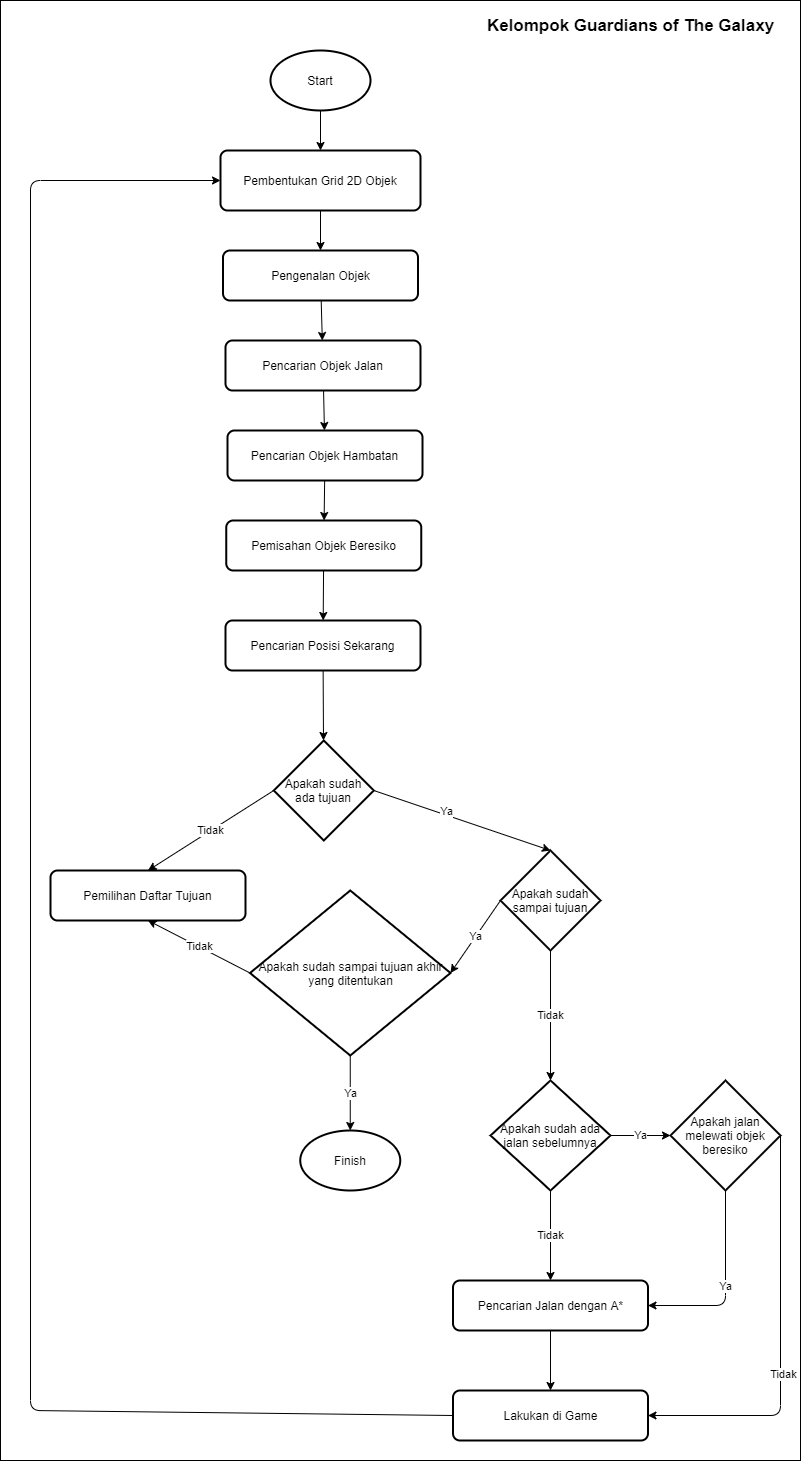 Kelompok Guardians of The Galaxy
Start
Pembentukan Grid 2D Objek
Pengenalan Objek
Pencarian Objek Jalan
Pencarian Objek Hambatan
Pemisahan Objek Beresiko
Pencarian Posisi Sekarang
Apakah sudah
ada tujuan
Tidak
Ya
Pemilihan Daftar Tujuan
Apakah sudah
sampai tujuan
Ya
Tidak
Apakah sudah sampai tujuan akhir
yang ditentukan
Tidak
Ya
Finish
Apakah sudah ada
jalan sebelumnya
Ya
Apakah jalan
melewati objek
beresiko
Tidak
Ya
Pencarian Jalan dengan A*
Tidak
Lakukan di Game